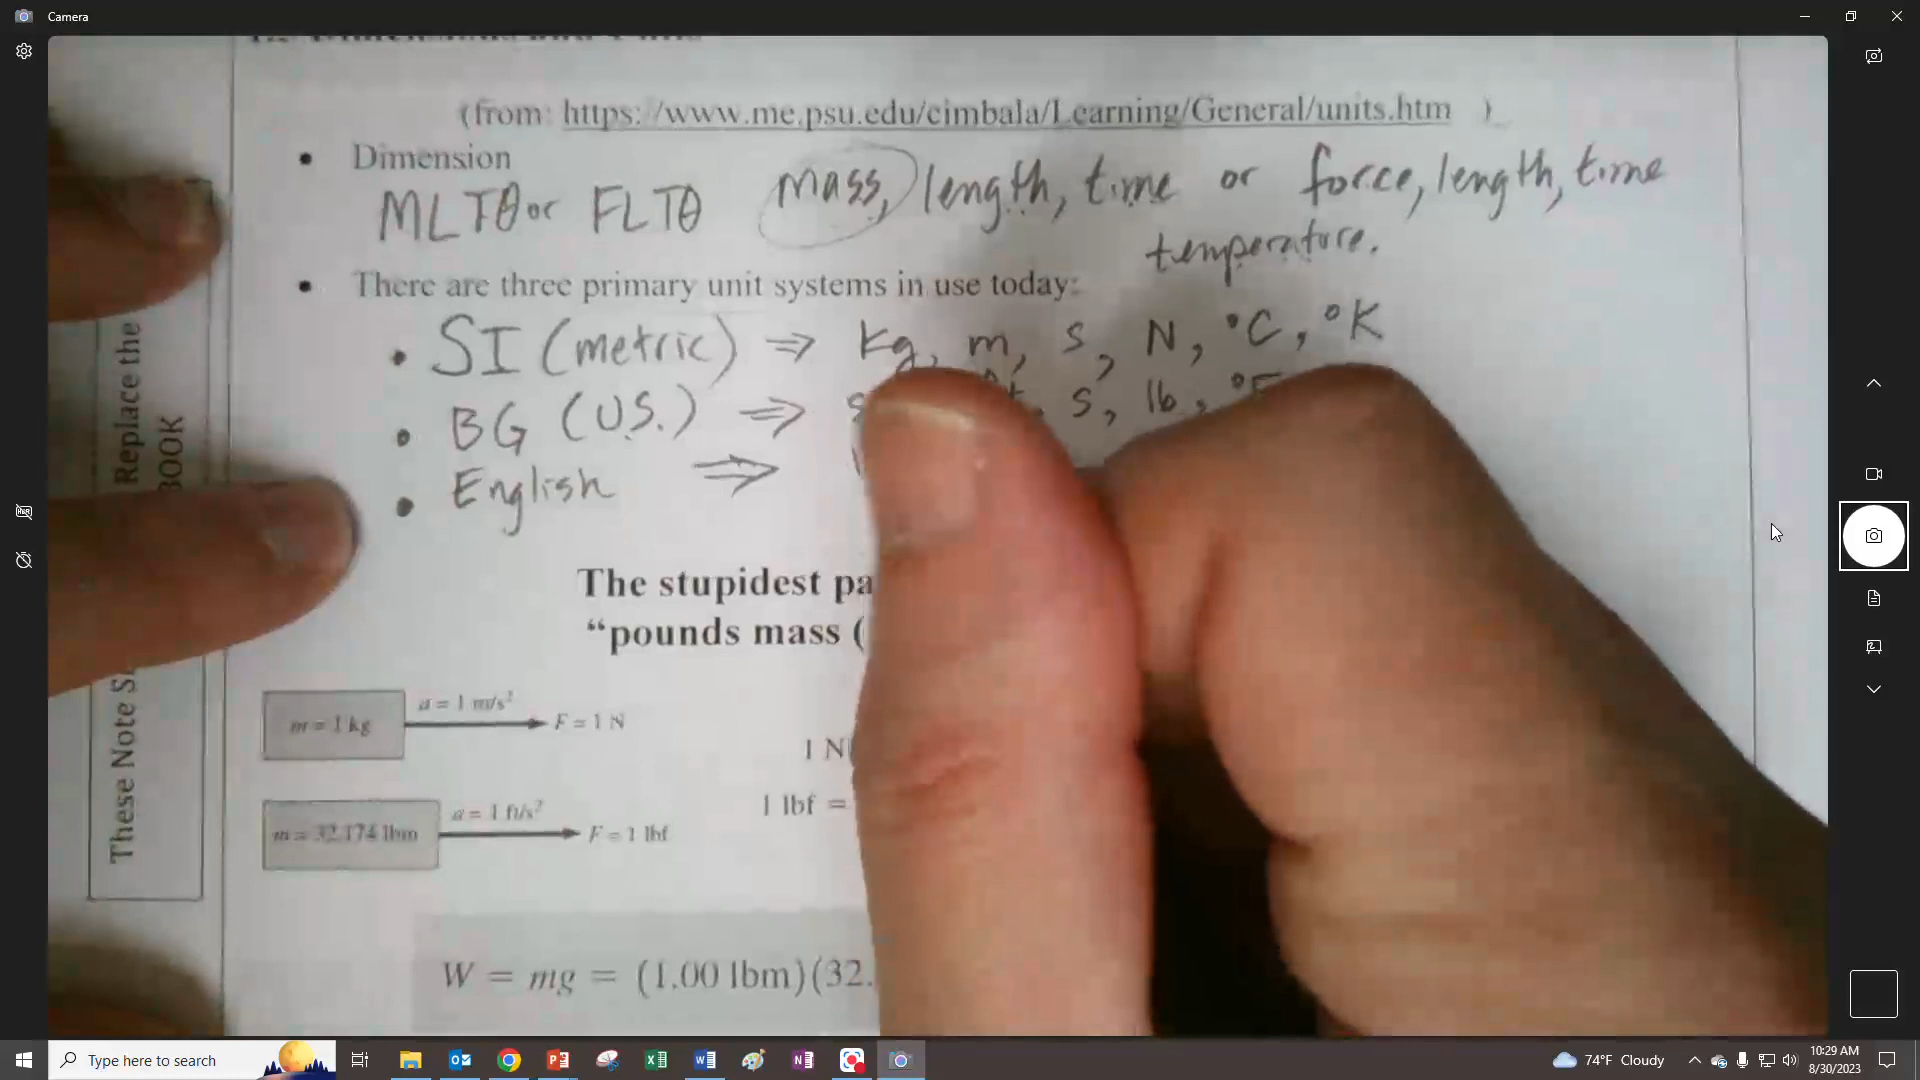 Camera
(from: https://www.me.psu.edu/cimbala/Learning/General/units.htm )
• Dimension
MLTθ or FLTθ mass, length, time or force, length, time
temperature.
• There are three primary unit systems in use today:
• SI (metric) ⇒ kg, m, s, N, °C, °K
• BG (U.S.) ⇒ s, lb, °F
• English ⇒
The stupidest
"pounds mass (
m = 1 kg
a = 1 m/s²
F = 1 N
1 N
m = 32.174 lbm
a = 1 ft/s²
F = 1 lbf
1 lbf =
W = mg = (1.00 lbm)(32.
Replace the
300K
These Note
Type here to search
74°F Cloudy
10:29 AM
8/30/2023